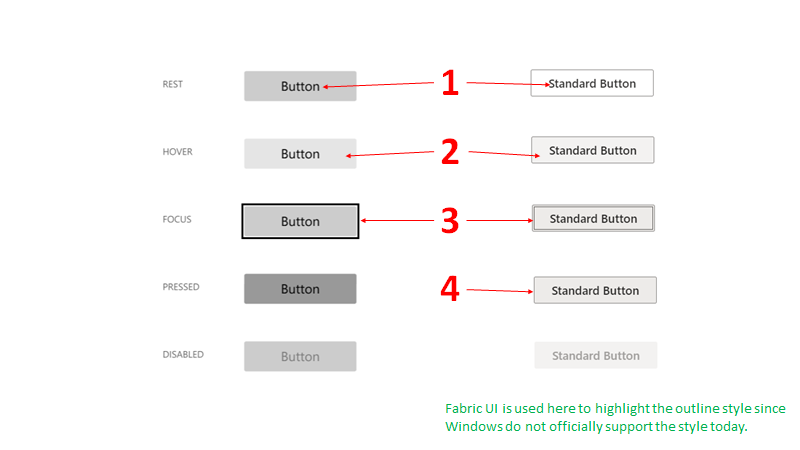 REST Button 1 Standard Button
HOVER Button 2 Standard Button
FOCUS Button 3 Standard Button
PRESSED Button 4 Standard Button
DISABLED Button Standard Button
Fabric UI is used here to highlight the outline style since
Windows do not officially support the style today.